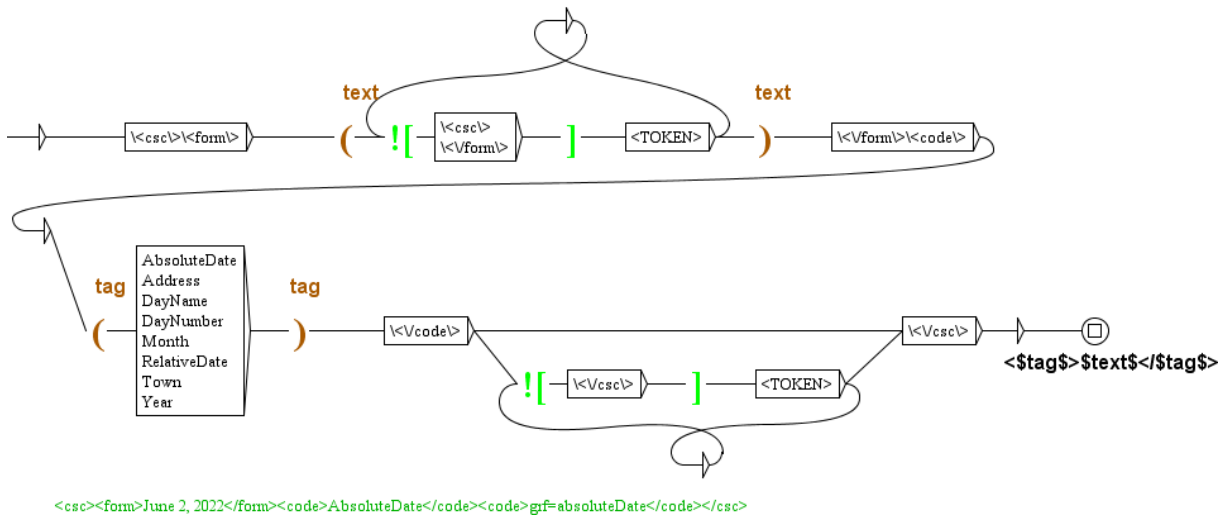 text text
\<csc\>\<form\> ( ![ \<csc\> ] <TOKEN> ) \<\/form\>\<code\>
\<\/form\>
tag tag
( AbsoluteDate )
Address
DayName
DayNumber
Month
RelativeDate
Town
Year
\<\/code\> \<\/csc\>
<$tag$>$text$</$tag$>
![ \<\/csc\> ] <TOKEN>
<csc><form>June 2, 2022</form><code>AbsoluteDate</code><code>grf=absoluteDate</code></csc>